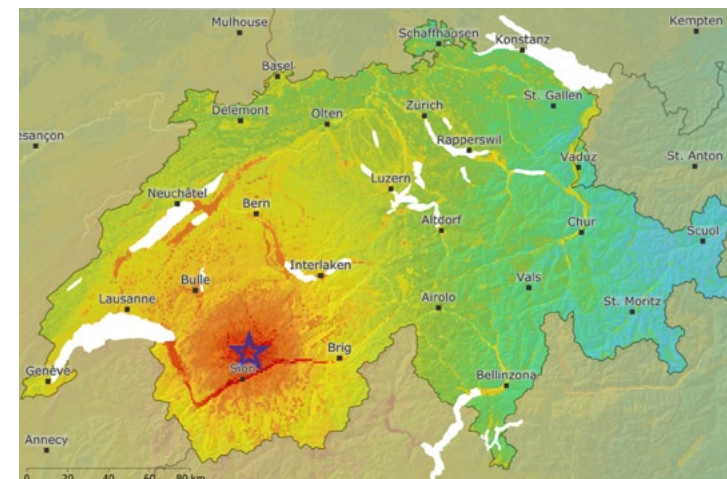 Mulhouse
Kempten
Schaffhausen
Konstanz
Basel
Delémont
Olten
Zürich
St. Gallen
esançon
Rapperswil
Vaduz
St. Anton
Neuchâtel
Luzern
Bern
Altdorf
Chur
Scuol
Bulle
Interlaken
Vals
Lausanne
Airolo
St. Moritz
Genève
Sion
Brig
Bellinzona
Annecy
0 20 40 60 80 km